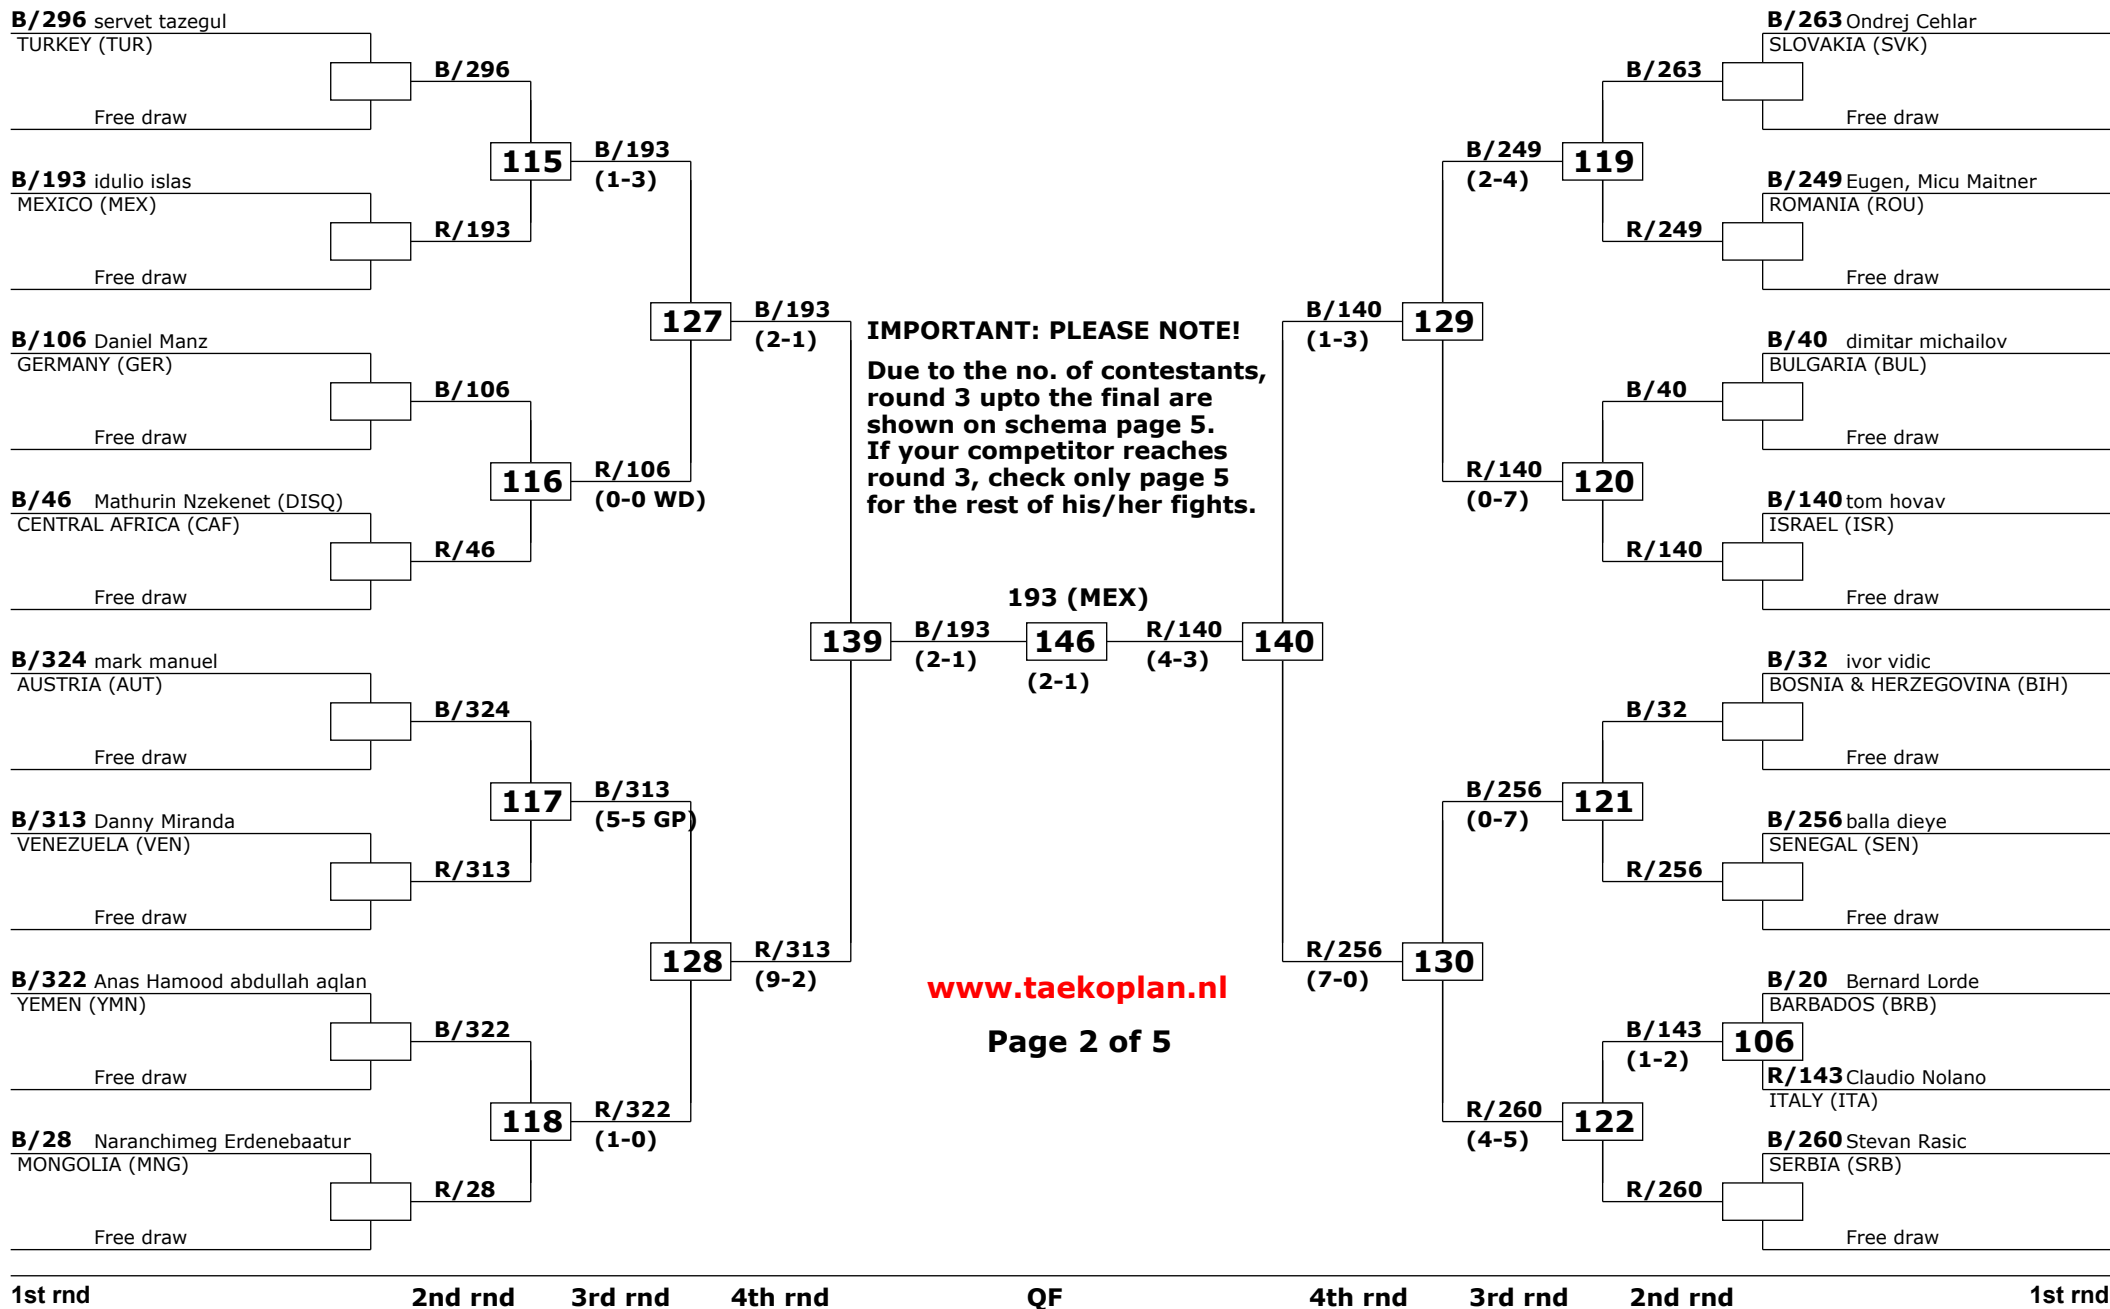 B/296 servet tazegul
TURKEY (TUR)
B/296
Free draw
115
B/193
(1-3)
B/193 idulio islas
MEXICO (MEX)
R/193
Free draw
127
B/193
(2-1)
B/106 Daniel Manz
GERMANY (GER)
B/106
Free draw
116
R/106
(0-0 WD)
B/46 Mathurin Nzekenet (DISQ)
CENTRAL AFRICA (CAF)
R/46
Free draw
139
B/193
(2-1)
B/324 mark manuel
AUSTRIA (AUT)
B/324
Free draw
117
B/313
(5-5 GP)
B/313 Danny Miranda
VENEZUELA (VEN)
R/313
Free draw
128
R/313
(9-2)
B/322 Anas Hamood abdullah aqlan
YEMEN (YMN)
B/322
Free draw
118
R/322
(1-0)
B/28 Naranchimeg Erdenebaatur
MONGOLIA (MNG)
R/28
Free draw
IMPORTANT: PLEASE NOTE!
Due to the no. of contestants,
round 3 upto the final are
shown on schema page 5.
If your competitor reaches
round 3, check only page 5
for the rest of his/her fights.
193 (MEX)
146
(2-1)
www.taekoplan.nl
Page 2 of 5
B/263 Ondrej Cehlar
SLOVAKIA (SVK)
B/263
Free draw
B/249
(2-4)
119
B/249 Eugen, Micu Maitner
ROMANIA (ROU)
R/249
Free draw
B/140
(1-3)
129
B/40 dimitar michailov
BULGARIA (BUL)
B/40
Free draw
R/140
(0-7)
120
B/140 tom hovav
ISRAEL (ISR)
R/140
Free draw
R/140
(4-3)
140
B/32 ivor vidic
BOSNIA & HERZEGOVINA (BIH)
B/32
Free draw
B/256
(0-7)
121
B/256 balla dieye
SENEGAL (SEN)
R/256
Free draw
R/256
(7-0)
130
B/20 Bernard Lorde
BARBADOS (BRB)
B/143
(1-2)
106
R/143 Claudio Nolano
ITALY (ITA)
R/260
(4-5)
122
B/260 Stevan Rasic
SERBIA (SRB)
R/260
Free draw
1st rnd 2nd rnd 3rd rnd 4th rnd QF 4th rnd 3rd rnd 2nd rnd 1st rnd